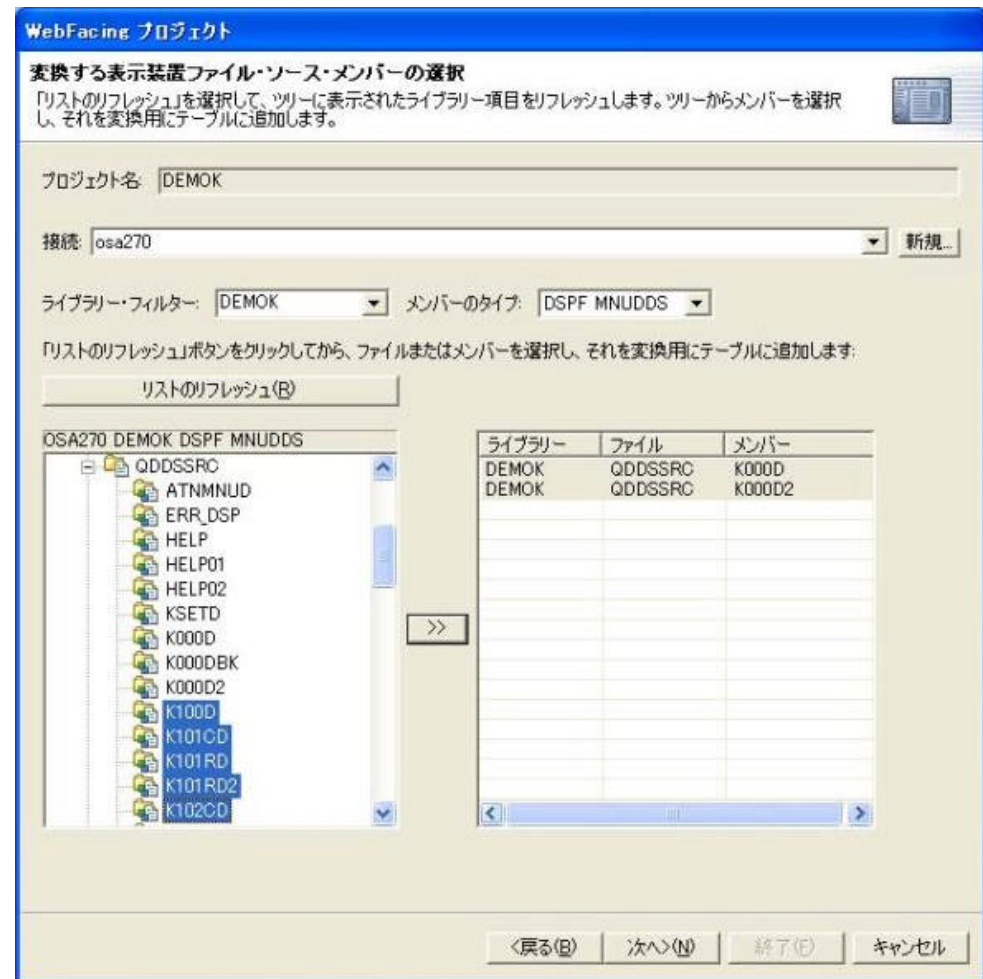 WebFacing プロジェクト
変換する表示装置ファイル・ソース・メンバーの選択
「リストのリフレッシュ」を選択して、ツリーに表示されたライブラリー項目をリフレッシュします。ツリーからメンバーを選択
し、それを変換用にテーブルに追加します。
プロジェクト名: DEMOK
接続: osa270 新規...
ライブラリー・フィルター: DEMOK メンバーのタイプ: DSPF MNUDDS
「リストのリフレッシュ」ボタンをクリックしてから、ファイルまたはメンバーを選択し、それを変換用にテーブルに追加します:
リストのリフレッシュ(R)
OSA270 DEMOK DSPF MNUDDS
QDDSSRC
ATNMNUD
ERR_DSP
HELP
HELP01
HELP02
KSETD
K000D
K000DBK
K000D2
K100D
K101CD
K101RD
K101RD2
K102CD
>>
ライブラリー ファイル メンバー
DEMOK QDDSSRC K000D
DEMOK QDDSSRC K000D2
<戻る(B) 次へ>(N) 終了(F) キャンセル